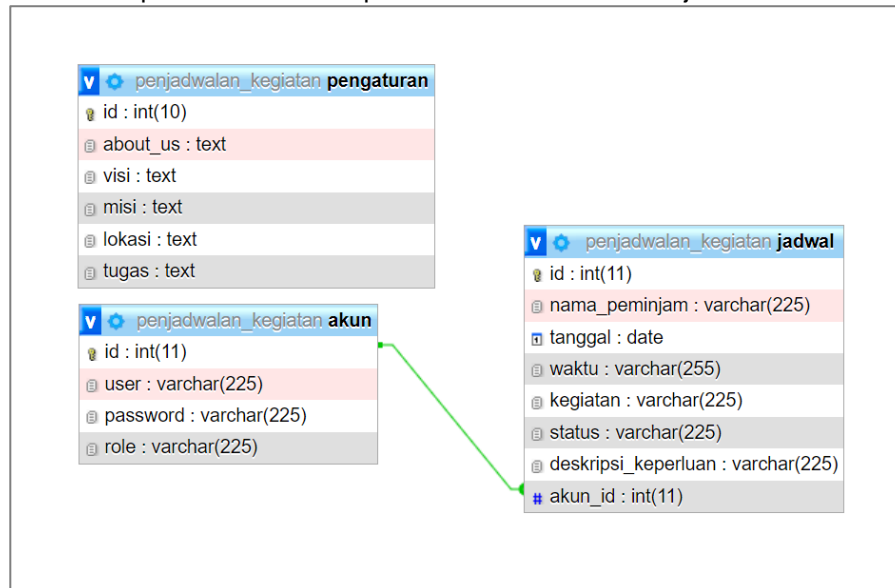 penjadwalan_kegiatan pengaturan
id : int(10)
about_us : text
visi : text
misi : text
lokasi : text
tugas : text
penjadwalan_kegiatan akun
id : int(11)
user : varchar(225)
password : varchar(225)
role : varchar(225)
penjadwalan_kegiatan jadwal
id : int(11)
nama_peminjam : varchar(225)
tanggal : date
waktu : varchar(255)
kegiatan : varchar(225)
status : varchar(225)
deskripsi_keperluan : varchar(225)
# akun_id : int(11)